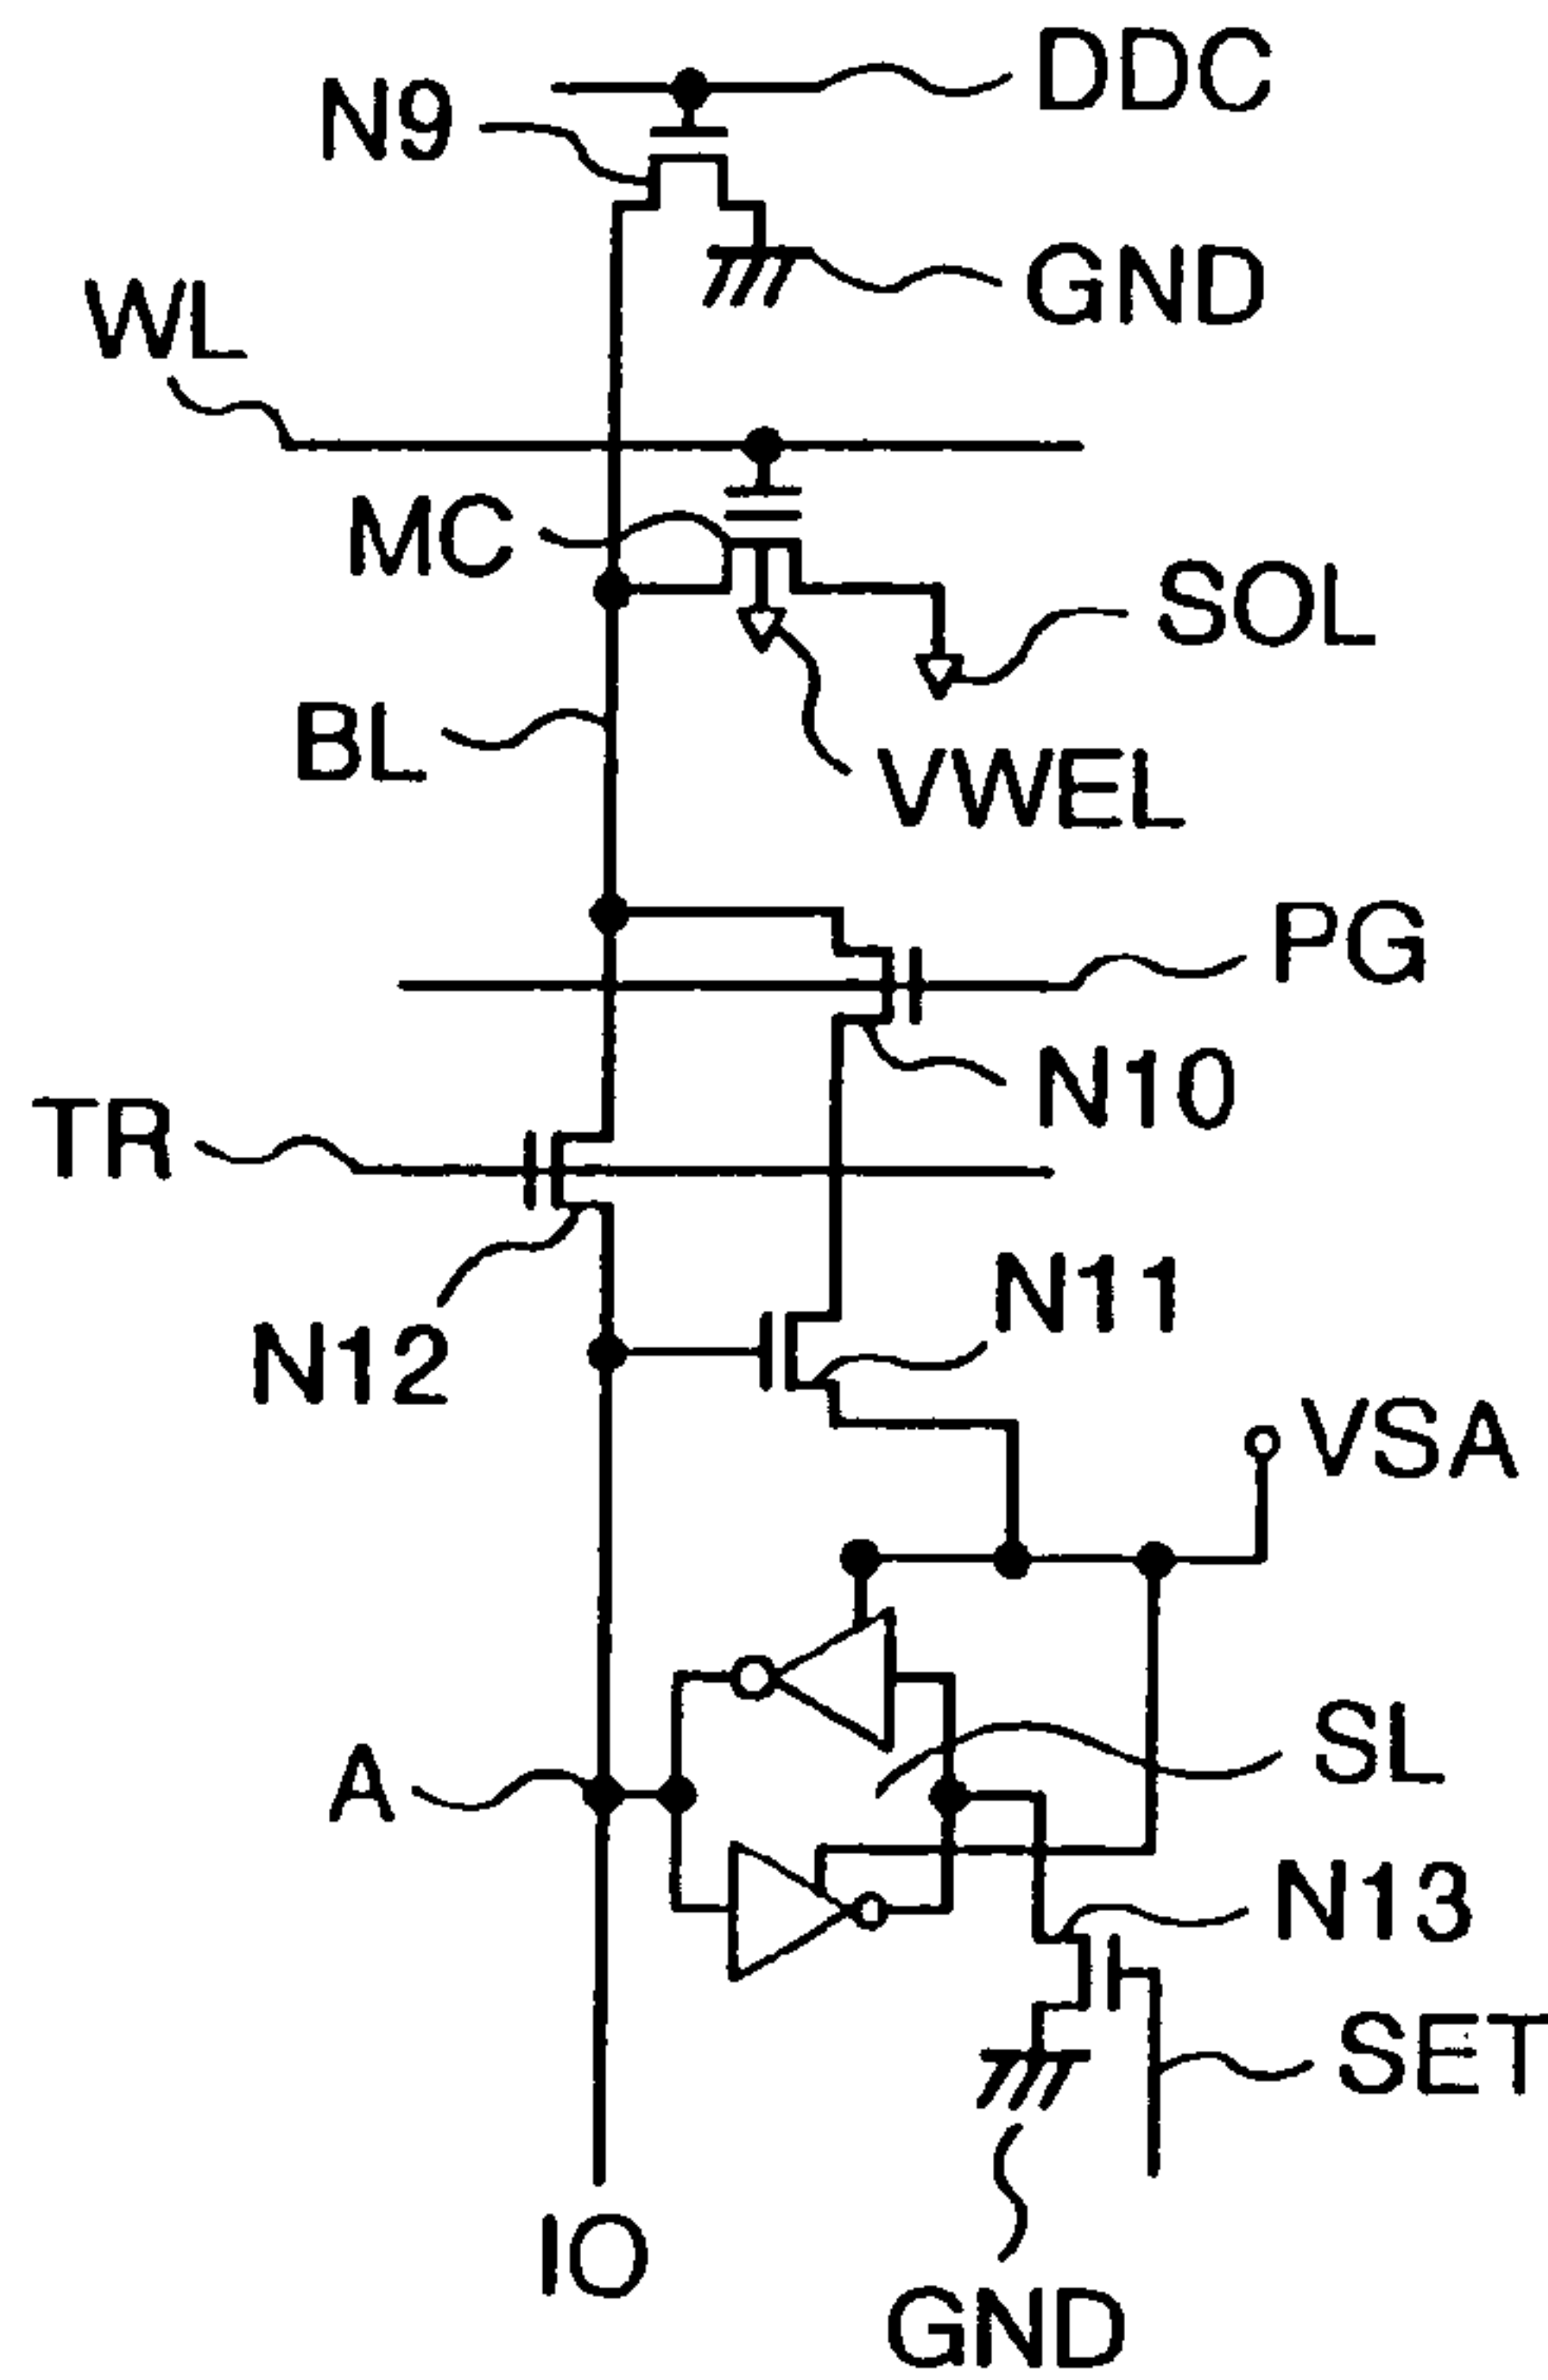 DDC
N9
GND
WL
MC
SOL
BL
VWEL
PG
N10
TR
N11
N12
VSA
SL
A
N13
SET
IO
GND